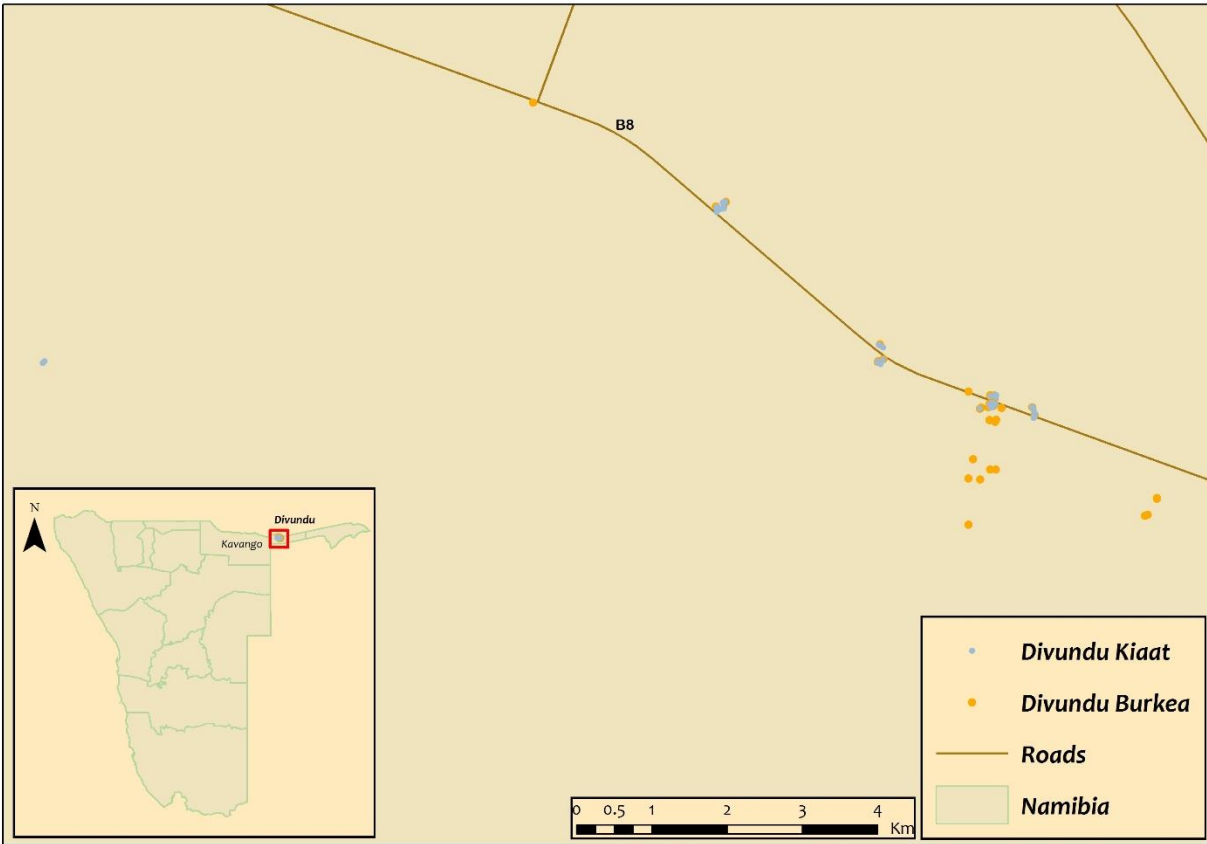 B8
N
Divundu
Kavango
Divundu Kiaat
Divundu Burkea
Roads
Namibia
0 0.5 1 2 3 4
Km